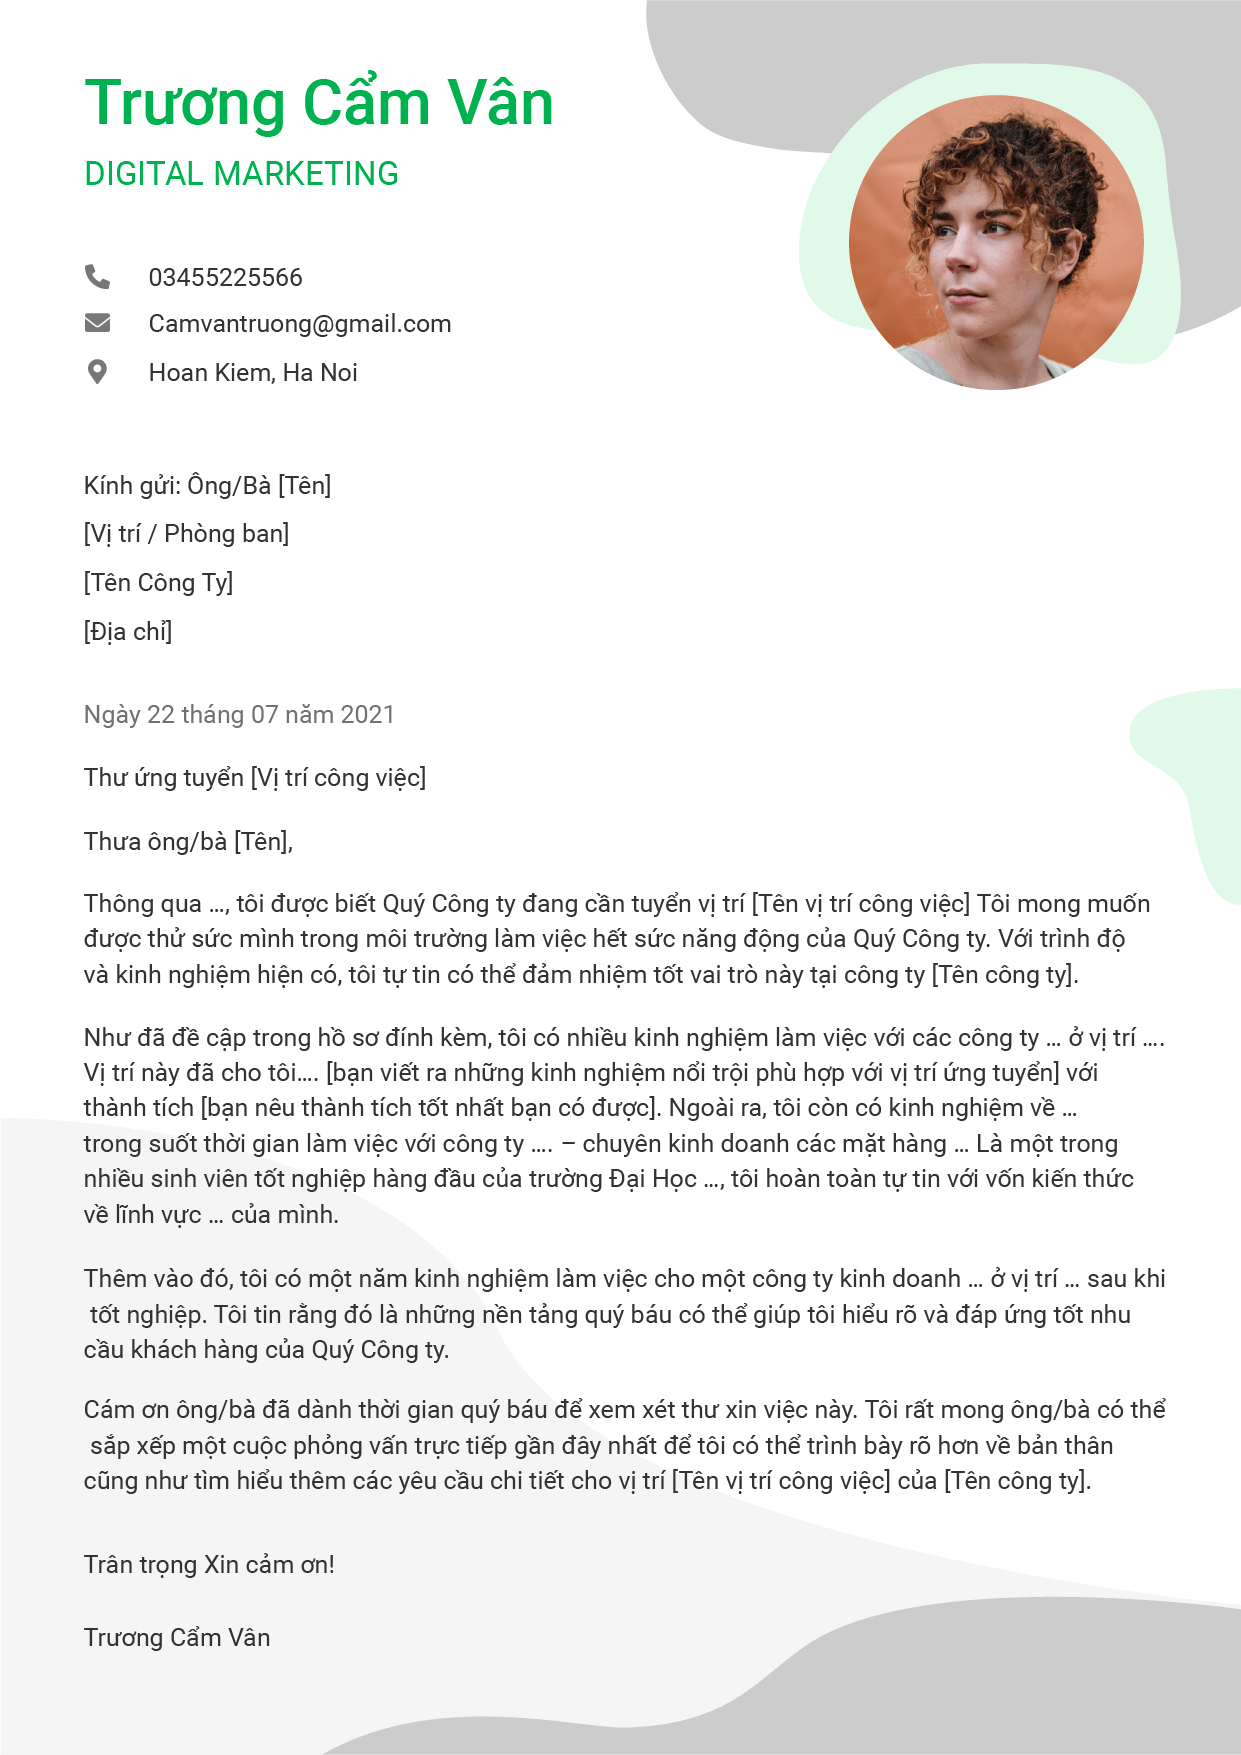 Trương Cẩm Vân
DIGITAL MARKETING
03455225566
Camvantruong@gmail.com
Hoan Kiem, Ha Noi
Kính gửi: Ông/Bà [Tên]
[Vị trí / Phòng ban]
[Tên Công Ty]
[Địa chỉ]
Ngày 22 tháng 07 năm 2021
Thư ứng tuyển [Vị trí công việc]
Thưa ông/bà [Tên],
Thông qua ..., tôi được biết Quý Công ty đang cần tuyển vị trí [Tên vị trí công việc] Tôi mong muốn
được thử sức mình trong môi trường làm việc hết sức năng động của Quý Công ty. Với trình độ
và kinh nghiệm hiện có, tôi tự tin có thể đảm nhiệm tốt vai trò này tại công ty [Tên công ty].
Như đã đề cập trong hồ sơ đính kèm, tôi có nhiều kinh nghiệm làm việc với các công ty ... ở vị trí ....
Vị trí này đã cho tôi.... [bạn viết ra những kinh nghiệm nổi trội phù hợp với vị trí ứng tuyển] với
thành tích [bạn nêu thành tích tốt nhất bạn có được]. Ngoài ra, tôi còn có kinh nghiệm về ...
trong suốt thời gian làm việc với công ty .... – chuyên kinh doanh các mặt hàng ... Là một trong
nhiều sinh viên tốt nghiệp hàng đầu của trường Đại Học ..., tôi hoàn toàn tự tin với vốn kiến thức
về lĩnh vực ... của mình.
Thêm vào đó, tôi có một năm kinh nghiệm làm việc cho một công ty kinh doanh ... ở vị trí ... sau khi
tốt nghiệp. Tôi tin rằng đó là những nền tảng quý báu có thể giúp tôi hiểu rõ và đáp ứng tốt nhu
cầu khách hàng của Quý Công ty.
Cám ơn ông/bà đã dành thời gian quý báu để xem xét thư xin việc này. Tôi rất mong ông/bà có thể
sắp xếp một cuộc phỏng vấn trực tiếp gần đây nhất để tôi có thể trình bày rõ hơn về bản thân
cũng như tìm hiểu thêm các yêu cầu chi tiết cho vị trí [Tên vị trí công việc] của [Tên công ty].
Trân trọng Xin cảm ơn!
Trương Cẩm Vân